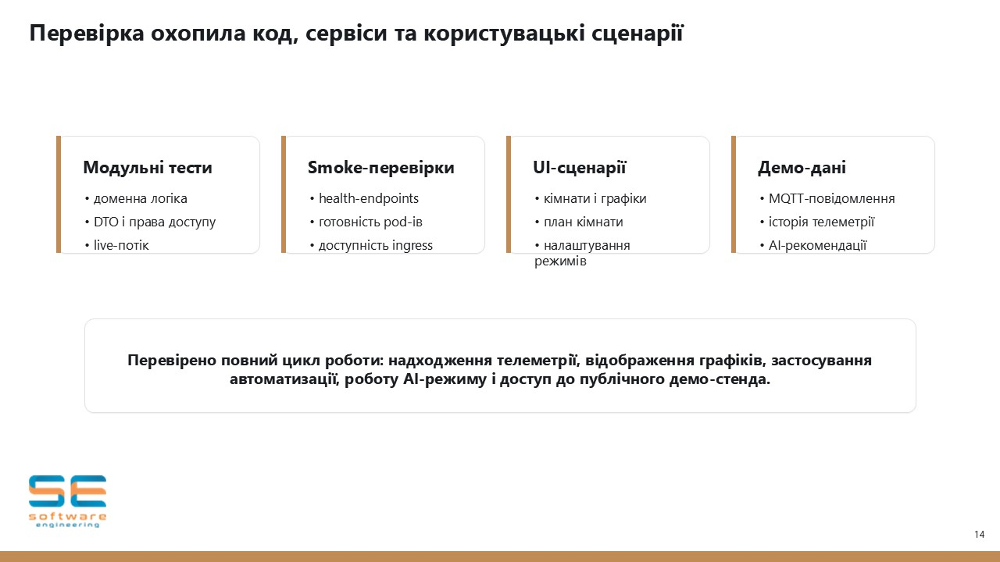 Перевірка охопила код, сервіси та користувацькі сценарії
Модульні тести
• доменна логіка
• DTO і права доступу
• live-потік
Smoke-перевірки
• health-endpoints
• готовність pod-ів
• доступність ingress
UI-сценарії
• кімнати і графіки
• план кімнати
• налаштування
режимів
Демо-дані
• MQTT-повідомлення
• історія телеметрії
• AI-рекомендації
Перевірено повний цикл роботи: надходження телеметрії, відображення графіків, застосування
автоматизації, роботу AI-режиму і доступ до публічного демо-стенда.
SE
software
engineering
14